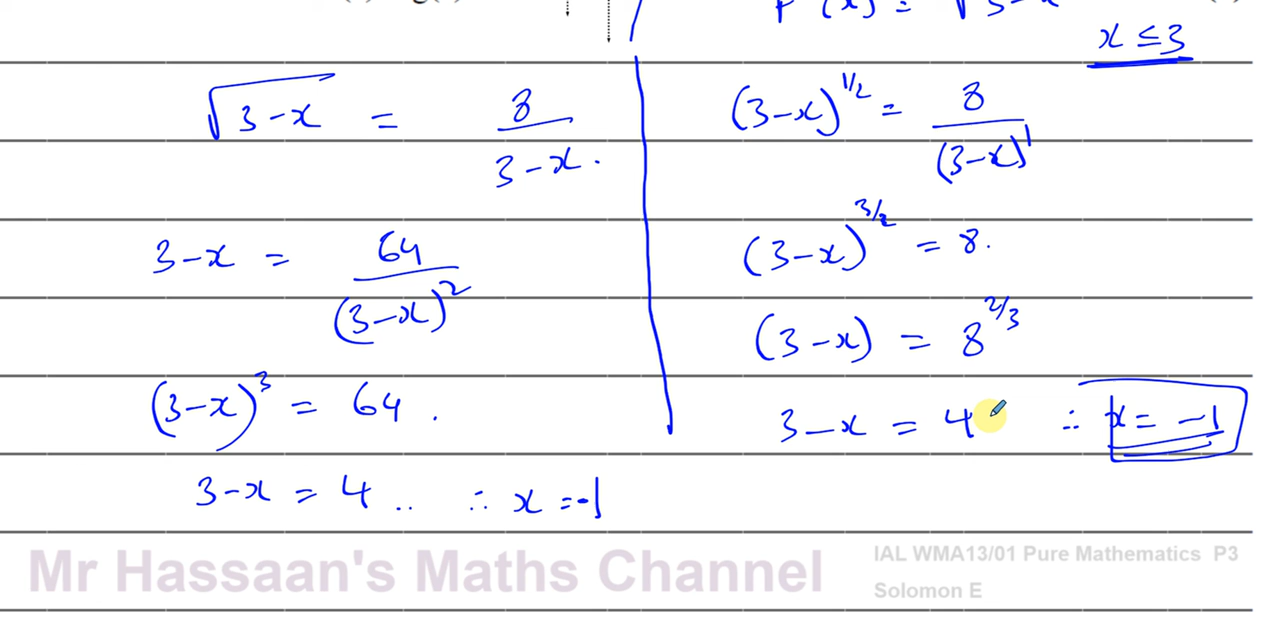 x ≤ 3
√(3-x) = 8/(3-x).
3-x = 64/(3-x)²
(3-x)³ = 64.
3-x = 4.. ∴ x = -1
(3-x)^1/2 = 8/(3-x)^1
(3-x)^3/2 = 8.
(3-x) = 8^2/3
3-x = 4 ∴ x = -1
Mr Hassaan's Maths Channel
IAL WMA13/01 Pure Mathematics P3
Solomon E